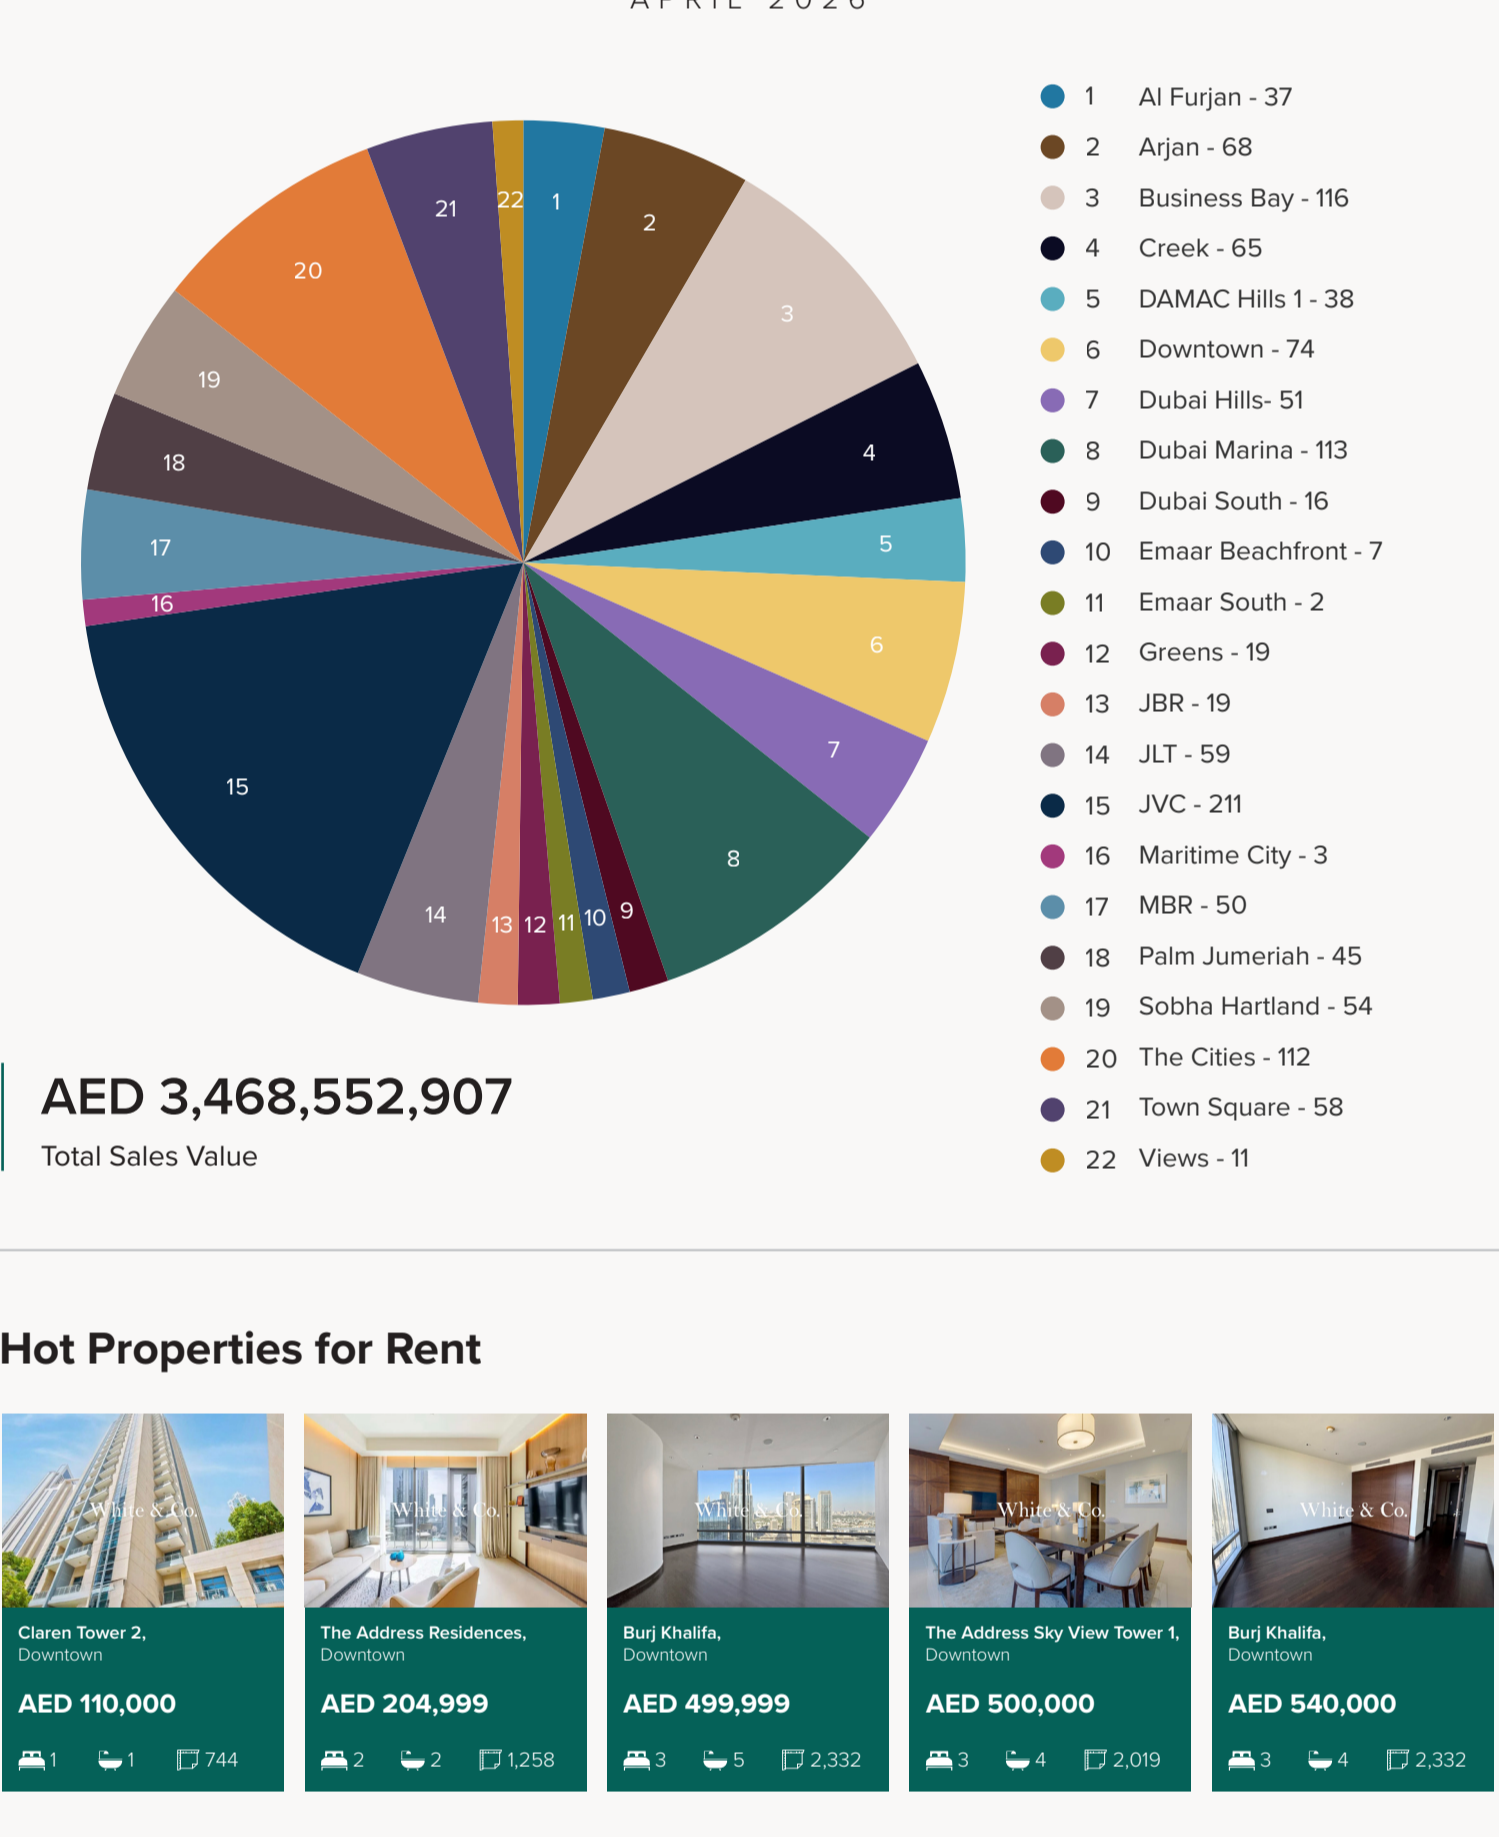 APRIL 2026
1 Al Furjan - 37
2 Arjan - 68
3 Business Bay - 116
4 Creek - 65
5 DAMAC Hills 1 - 38
6 Downtown - 74
7 Dubai Hills- 51
8 Dubai Marina - 113
9 Dubai South - 16
10 Emaar Beachfront - 7
11 Emaar South - 2
12 Greens - 19
13 JBR - 19
14 JLT - 59
15 JVC - 211
16 Maritime City - 3
17 MBR - 50
18 Palm Jumeriah - 45
19 Sobha Hartland - 54
20 The Cities - 112
21 Town Square - 58
22 Views - 11
1
2
3
4
5
6
7
8
9
10
11
12
13
14
15
16
17
18
19
20
21
22
AED 3,468,552,907
Total Sales Value
Hot Properties for Rent
White & Co.
Claren Tower 2,
Downtown
AED 110,000
1 1 744
White & Co.
The Address Residences,
Downtown
AED 204,999
2 2 1,258
White & Co.
Burj Khalifa,
Downtown
AED 499,999
3 5 2,332
White & Co.
The Address Sky View Tower 1,
Downtown
AED 500,000
3 4 2,019
White & Co.
Burj Khalifa,
Downtown
AED 540,000
3 4 2,332